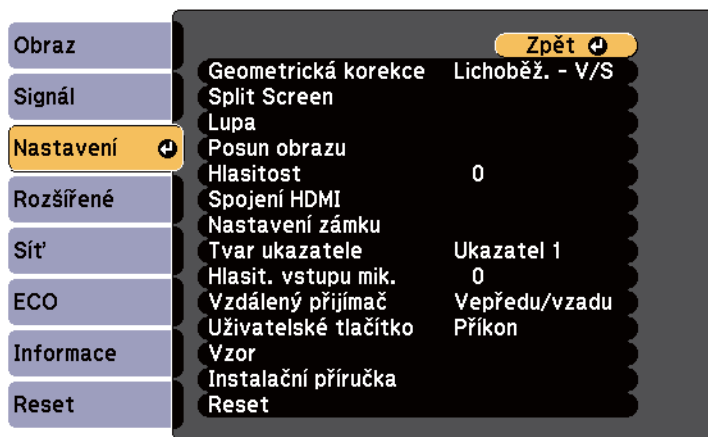 Obraz
Signál
Nastavení
Rozšířené
Síť
ECO
Informace
Reset
Zpět
Geometrická korekce Lichoběž. - V/S
Split Screen
Lupa
Posun obrazu
Hlasitost 0
Spojení HDMI
Nastavení zámku
Tvar ukazatele Ukazatel 1
Hlasit. vstupu mik. 0
Vzdálený přijímač Vepředu/vzadu
Uživatelské tlačítko Příkon
Vzor
Instalační příručka
Reset